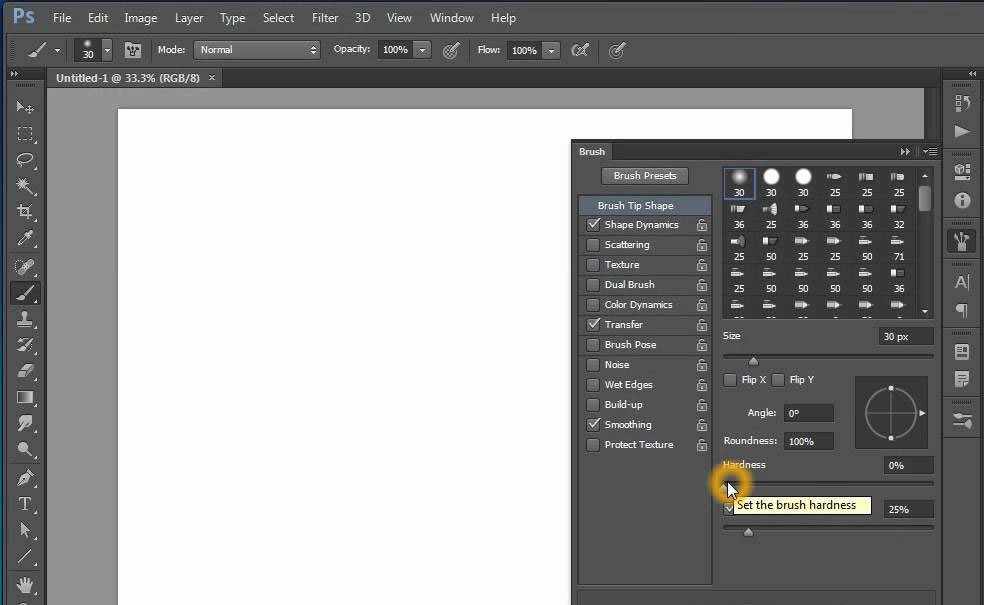 Ps File Edit Image Layer Type Select Filter 3D View Window Help
30 Mode: Normal Opacity: 100% Flow: 100%
Untitled-1 @ 33.3% (RGB/8) ×
Brush
Brush Presets
Brush Tip Shape
Shape Dynamics
Scattering
Texture
Dual Brush
Color Dynamics
Transfer
Brush Pose
Noise
Wet Edges
Build-up
Smoothing
Protect Texture
30 30 30 25 25 25
36 25 36 36 36 32
25 50 25 25 50 71
25 50 50 50 50 36
Size 30 px
Flip X Flip Y
Angle: 0°
Roundness: 100%
Hardness 0%
Set the brush hardness
25%